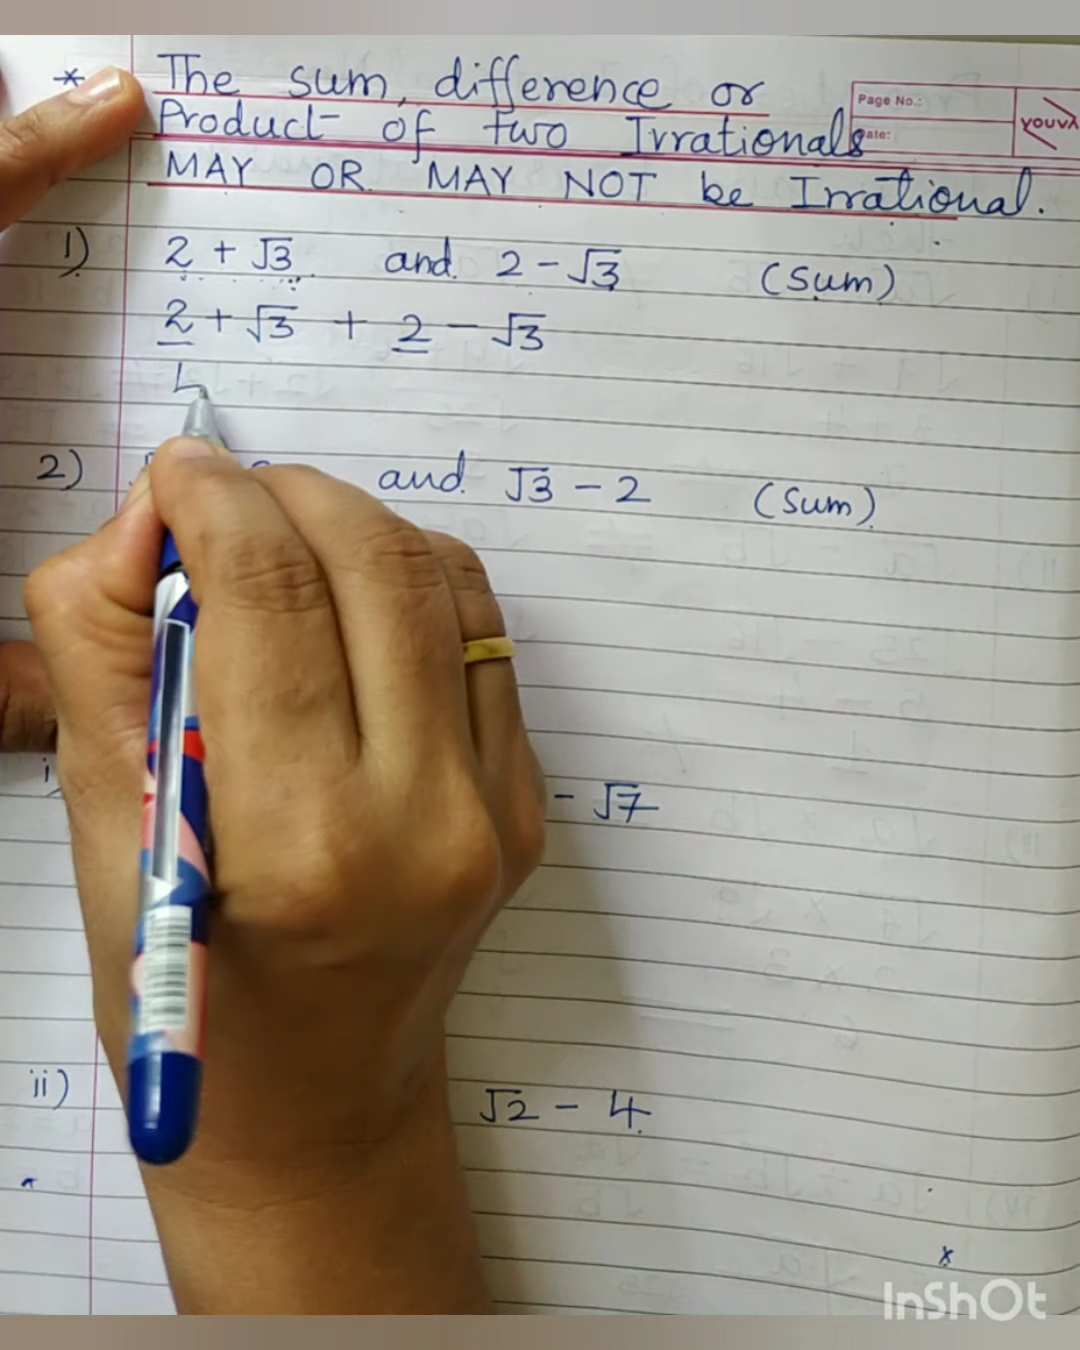 * The sum, difference or
Product of two Irrationals
MAY OR MAY NOT be Irrational.
Page No.:
Date:
YOUVA
1) 2 + √3 and 2 - √3 (Sum)
2 + √3 + 2 - √3
2) and √3 - 2 (Sum)
- √7
ii) √2 - 4
InShOt